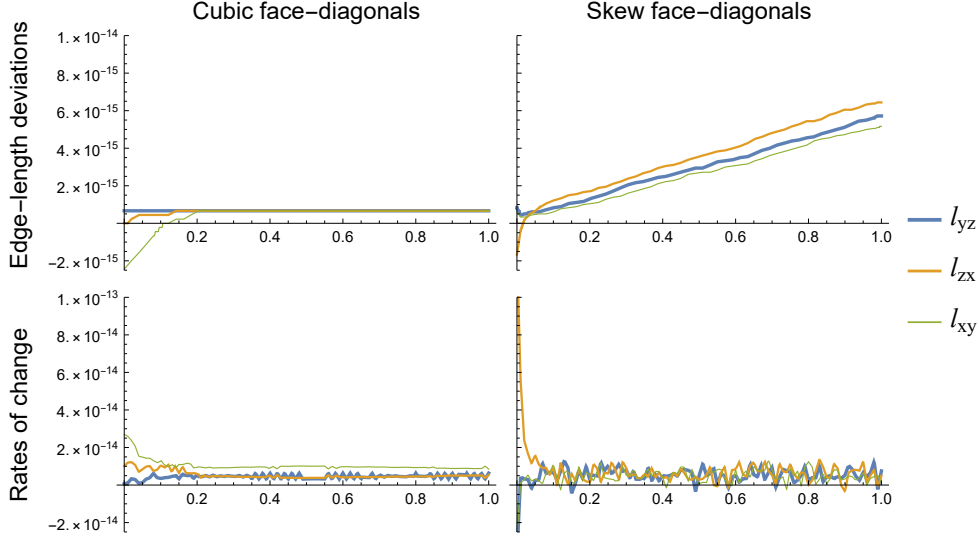 Cubic face-diagonals
Skew face-diagonals
Edge-length deviations
1. × 10⁻¹⁴
8. × 10⁻¹⁵
6. × 10⁻¹⁵
4. × 10⁻¹⁵
2. × 10⁻¹⁵
-2. × 10⁻¹⁵
0.2 0.4 0.6 0.8 1.0
0.2 0.4 0.6 0.8 1.0
l_yz
l_zx
l_xy
Rates of change
1. × 10⁻¹³
8. × 10⁻¹⁴
6. × 10⁻¹⁴
4. × 10⁻¹⁴
2. × 10⁻¹⁴
-2. × 10⁻¹⁴
0.2 0.4 0.6 0.8 1.0
0.2 0.4 0.6 0.8 1.0